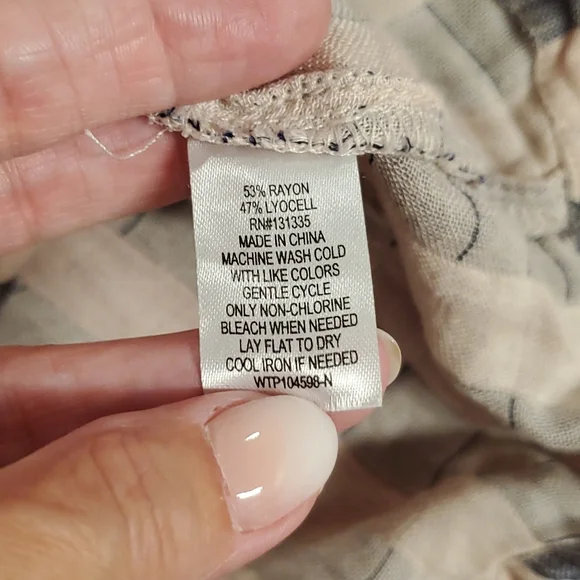 53% RAYON
47% LYOCELL
RN#131335
MADE IN CHINA
MACHINE WASH COLD
WITH LIKE COLORS
GENTLE CYCLE
ONLY NON-CHLORINE
BLEACH WHEN NEEDED
LAY FLAT TO DRY
COOL IRON IF NEEDED
WTP104598-N